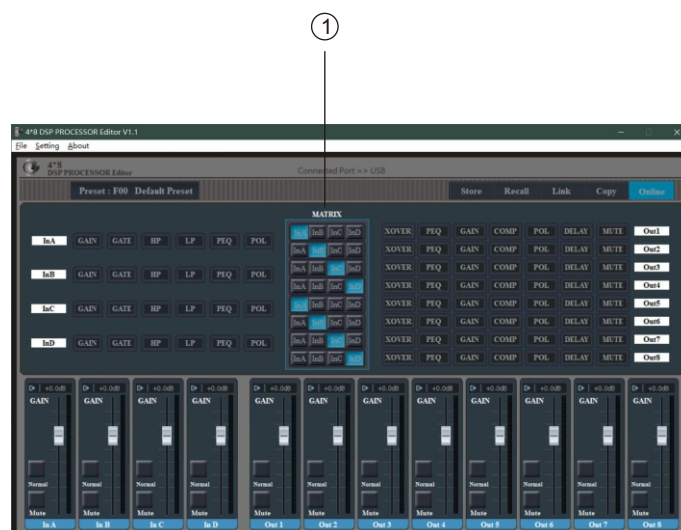 1
4*8 DSP PROCESSOR Editor V1.1
File Setting About
4*8
DSP PROCESSOR Editor
Connected Port => USB
Preset : F00 Default Preset
Store Recall Link Copy Online
MATRIX
InA InB InC InD XOVER PEQ GAIN COMP POL DELAY MUTE Out1
InA GAIN GATE HP LP PEQ POL
InA InB InC InD XOVER PEQ GAIN COMP POL DELAY MUTE Out2
InA InB InC InD XOVER PEQ GAIN COMP POL DELAY MUTE Out3
InB GAIN GATE HP LP PEQ POL
InA InB InC InD XOVER PEQ GAIN COMP POL DELAY MUTE Out4
InA InB InC InD XOVER PEQ GAIN COMP POL DELAY MUTE Out5
InC GAIN GATE HP LP PEQ POL
InA InB InC InD XOVER PEQ GAIN COMP POL DELAY MUTE Out6
InA InB InC InD XOVER PEQ GAIN COMP POL DELAY MUTE Out7
InD GAIN GATE HP LP PEQ POL
InA InB InC InD XOVER PEQ GAIN COMP POL DELAY MUTE Out8
+0.0dB +0.0dB +0.0dB +0.0dB +0.0dB +0.0dB +0.0dB +0.0dB +0.0dB +0.0dB +0.0dB +0.0dB
GAIN GAIN GAIN GAIN GAIN GAIN GAIN GAIN GAIN GAIN GAIN GAIN
Normal Normal Normal Normal Normal Normal Normal Normal Normal Normal Normal Normal
Mute Mute Mute Mute Mute Mute Mute Mute Mute Mute Mute Mute
In A In B In C In D Out 1 Out 2 Out 3 Out 4 Out 5 Out 6 Out 7 Out 8